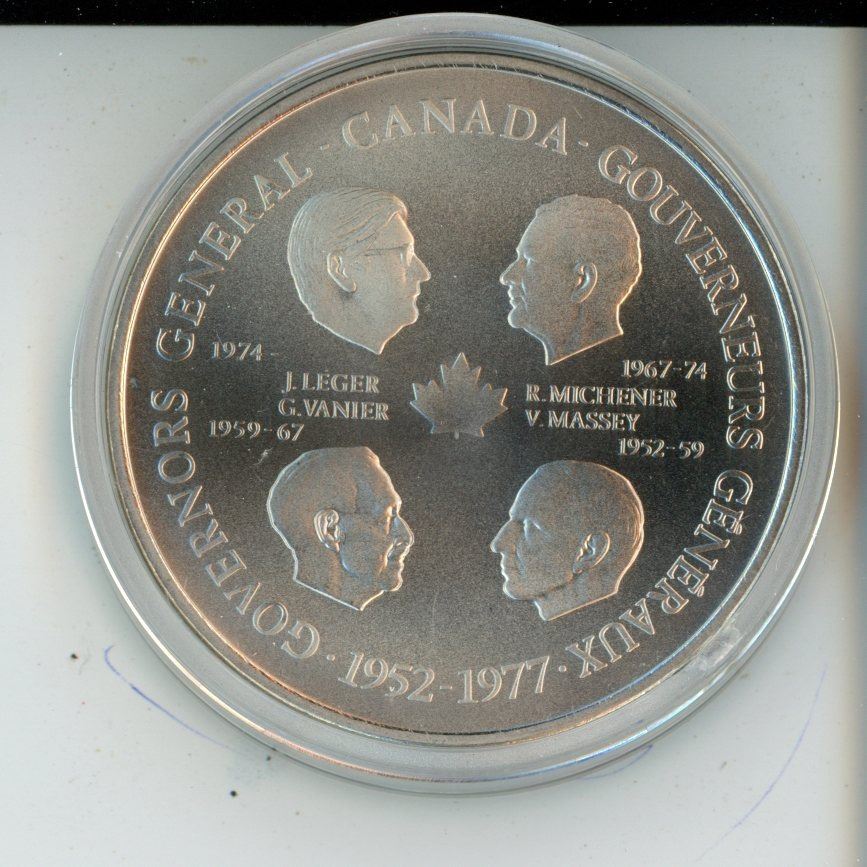 GOVERNORS GENERAL · CANADA · GOUVERNEURS GÉNÉRAUX · 1952-1977 ·
1974 -
J. LÉGER
G. VANIER
1959-67
1967-74
R. MICHENER
V. MASSEY
1952-59